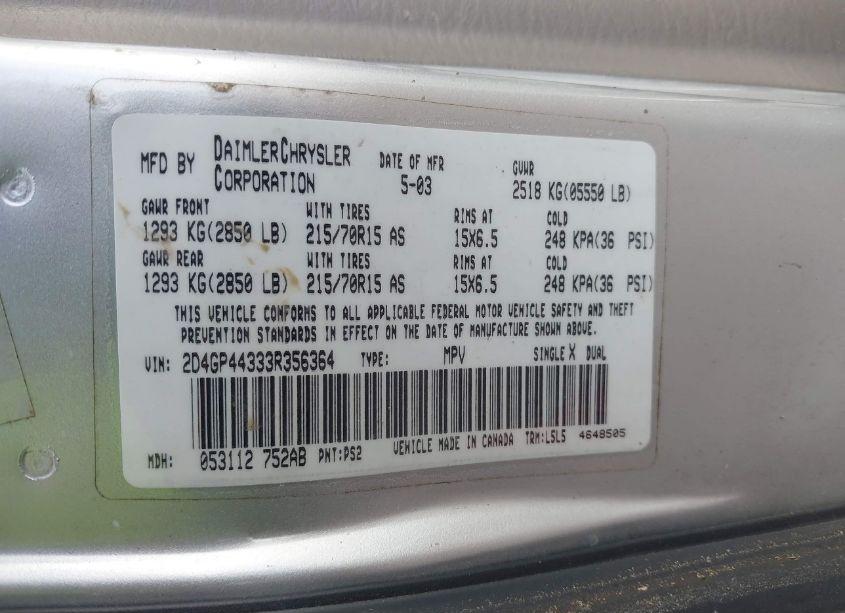 MFD BY DAIMLERCHRYSLER CORPORATION DATE OF MFR 5-03 GVWR 2518 KG(05550 LB)
GAWR FRONT WITH TIRES RIMS AT COLD
1293 KG(2850 LB) 215/70R15 AS 15X6.5 248 KPA(36 PSI)
GAWR REAR WITH TIRES RIMS AT COLD
1293 KG(2850 LB) 215/70R15 AS 15X6.5 248 KPA(36 PSI)
THIS VEHICLE CONFORMS TO ALL APPLICABLE FEDERAL MOTOR VEHICLE SAFETY AND THEFT
PREVENTION STANDARDS IN EFFECT ON THE DATE OF MANUFACTURE SHOWN ABOVE.
VIN: 2D4GP44333R356364 TYPE: MPV SINGLE X DUAL
MDH: 053112 752AB PNT:PS2 VEHICLE MADE IN CANADA TRM:L5L5 4648505